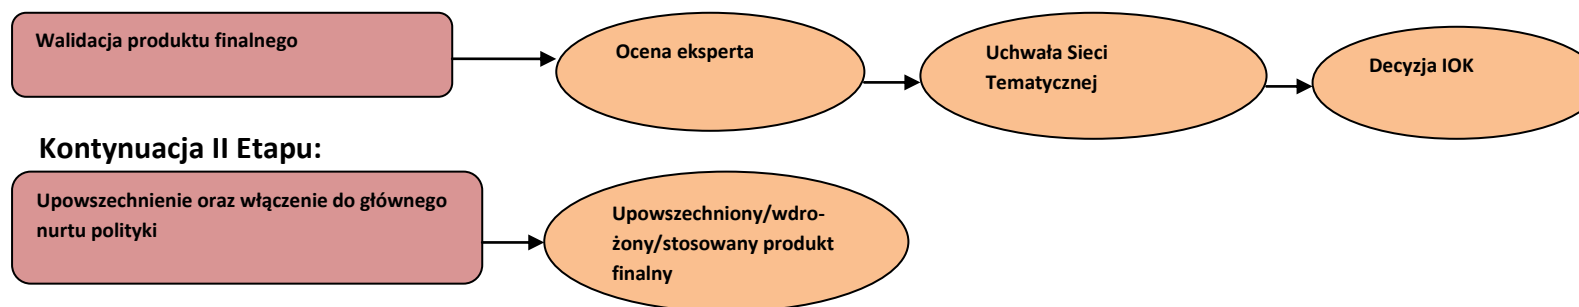 Walidacja produktu finalnego
Ocena eksperta
Uchwała Sieci
Tematycznej
Decyzja IOK
Kontynuacja II Etapu:
Upowszechnienie oraz włączenie do głównego
nurtu polityki
Upowszechniony/wdro-
żony/stosowany produkt
finalny